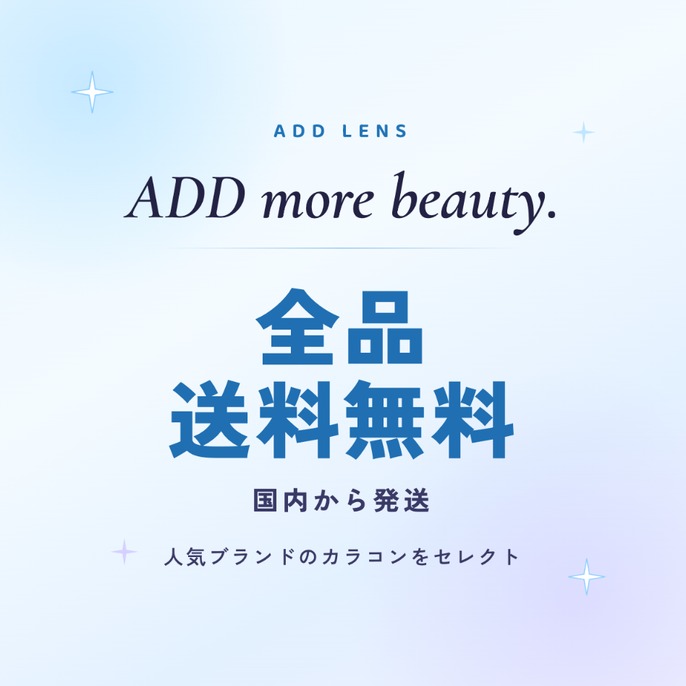 ADD LENS
ADD more beauty.
全品
送料無料
国内から発送
人気ブランドのカラコンをセレクト